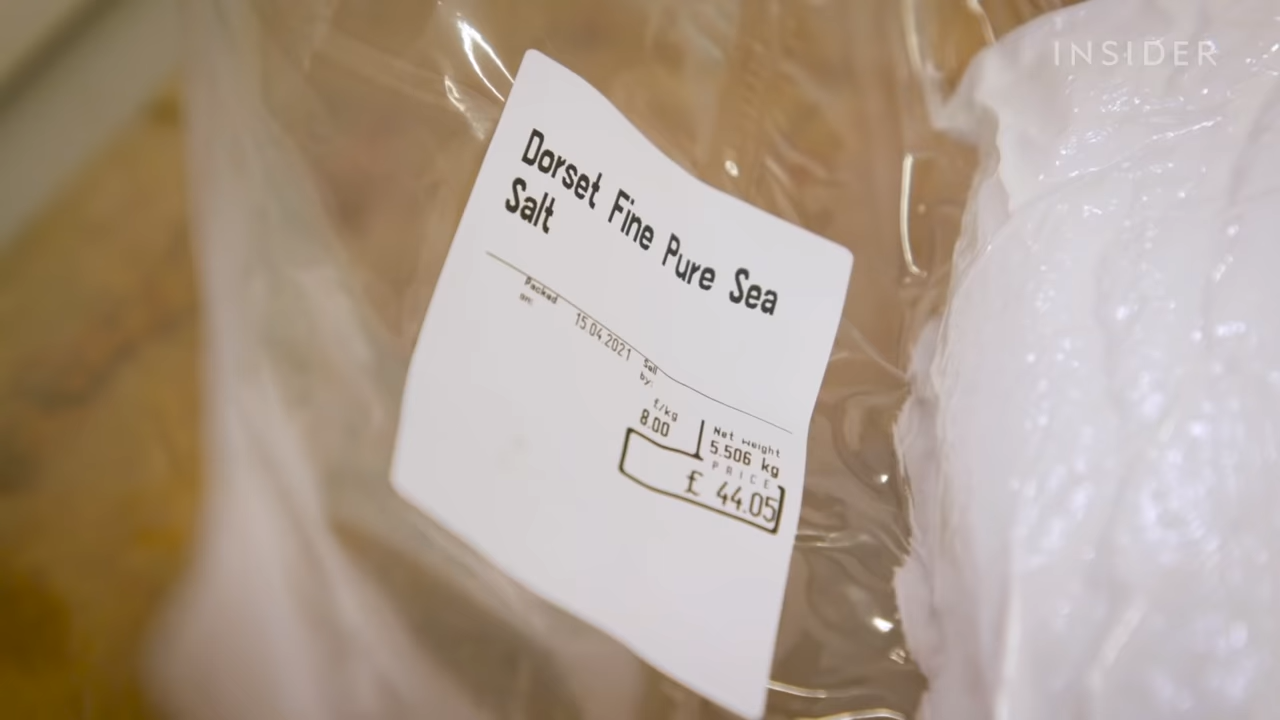 INSIDER
Dorset Fine Pure Sea
Salt
Packed
on:
15.04.2021
Sell
by:
£/kg
8.00
Net weight
5.506 kg
PRICE
£ 44.05